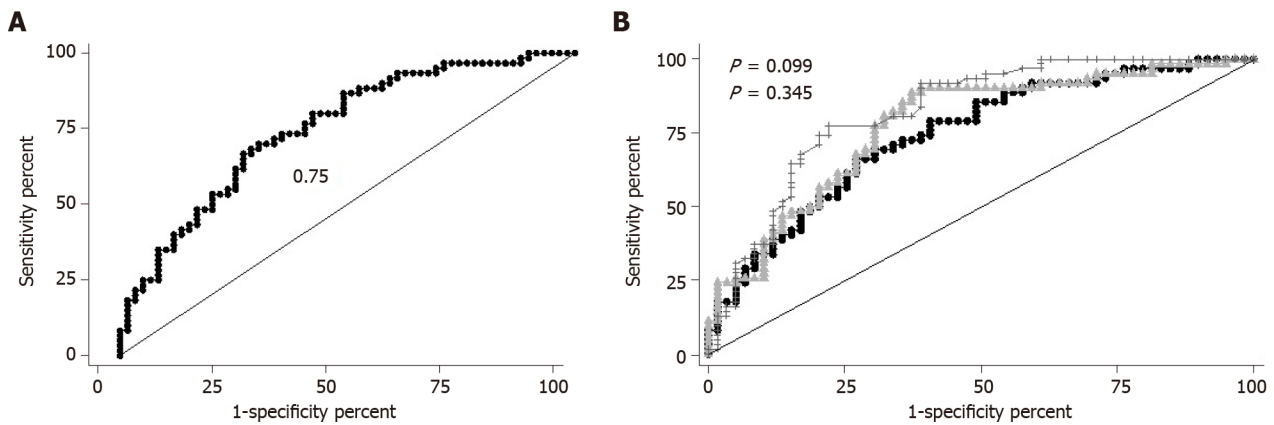 A
100
75
50
25
0
Sensitivity percent
0.75
0 25 50 75 100
1-specificity percent
B
100
75
50
25
0
Sensitivity percent
P = 0.099
P = 0.345
0 25 50 75 100
1-specificity percent